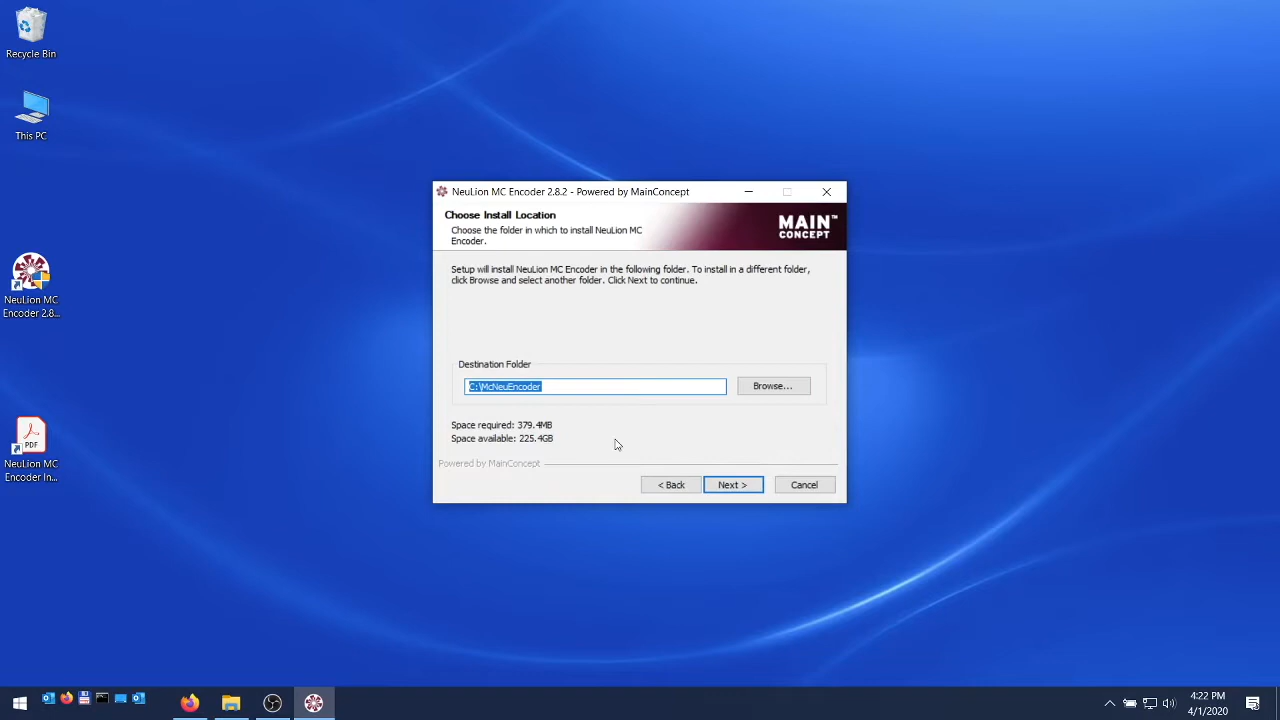 Recycle Bin
This PC
NeuLion MC
Encoder 2.8...
PDF
NeuLion MC
Encoder In...
NeuLion MC Encoder 2.8.2 - Powered by MainConcept
Choose Install Location
Choose the folder in which to install NeuLion MC
Encoder.
MAIN™
CONCEPT
Setup will install NeuLion MC Encoder in the following folder. To install in a different folder,
click Browse and select another folder. Click Next to continue.
Destination Folder
C:\McNeuEncoder
Browse...
Space required: 379.4MB
Space available: 225.4GB
Powered by MainConcept
< Back
Next >
Cancel
4:22 PM
4/1/2020